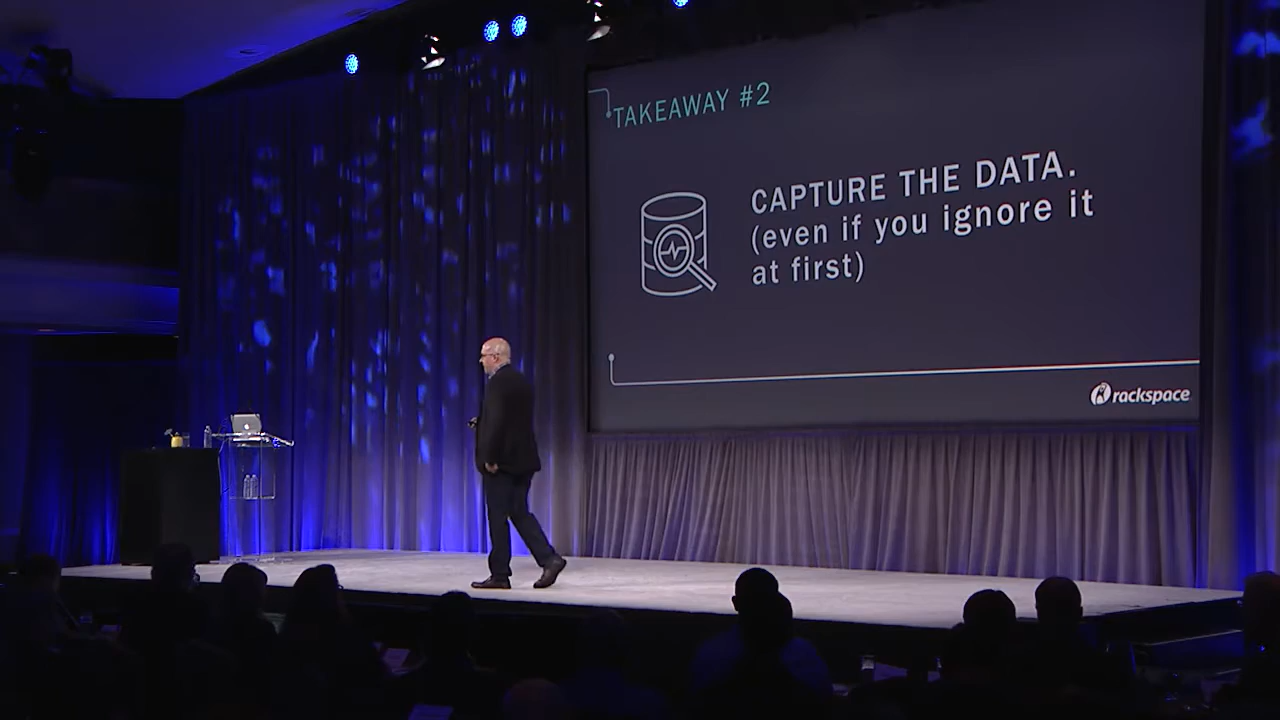 TAKEAWAY #2
CAPTURE THE DATA.
(even if you ignore it
at first)
rackspace